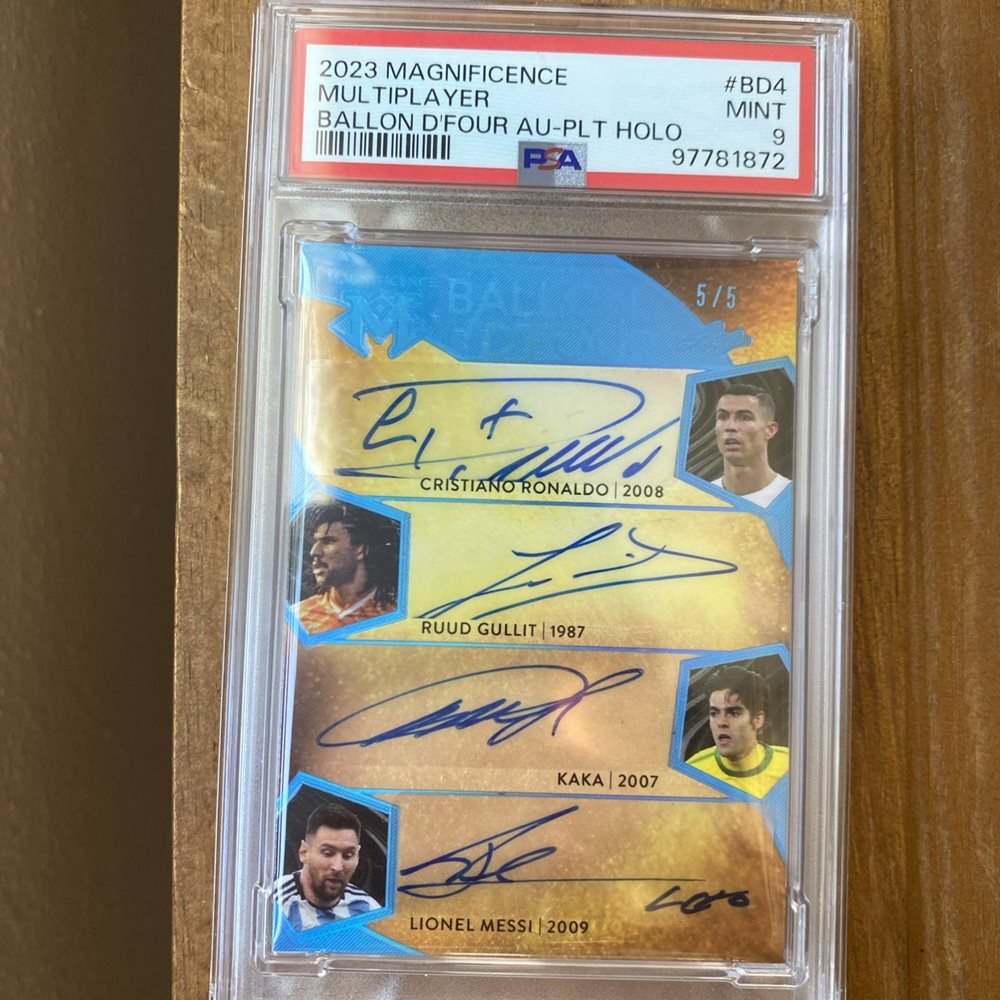 2023 MAGNIFICENCE #BD4
MULTIPLAYER MINT
BALLON D'FOUR AU-PLT HOLO 9
PSA 97781872
5/5
CRISTIANO RONALDO | 2008
RUUD GULLIT | 1987
KAKA | 2007
LIONEL MESSI | 2009